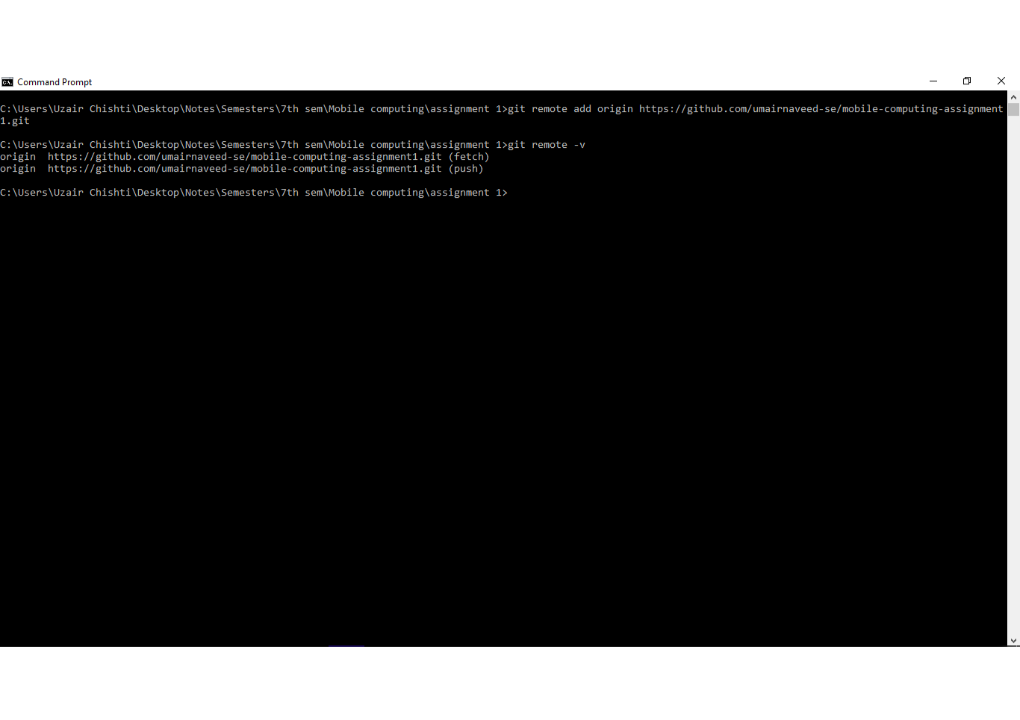 Command Prompt
C:\Users\Uzair Chishti\Desktop\Notes\Semesters\7th sem\Mobile computing\assignment 1>git remote add origin https://github.com/umairnaveed-se/mobile-computing-assignment
1.git
C:\Users\Uzair Chishti\Desktop\Notes\Semesters\7th sem\Mobile computing\assignment 1>git remote -v
origin  https://github.com/umairnaveed-se/mobile-computing-assignment1.git (fetch)
origin  https://github.com/umairnaveed-se/mobile-computing-assignment1.git (push)
C:\Users\Uzair Chishti\Desktop\Notes\Semesters\7th sem\Mobile computing\assignment 1>